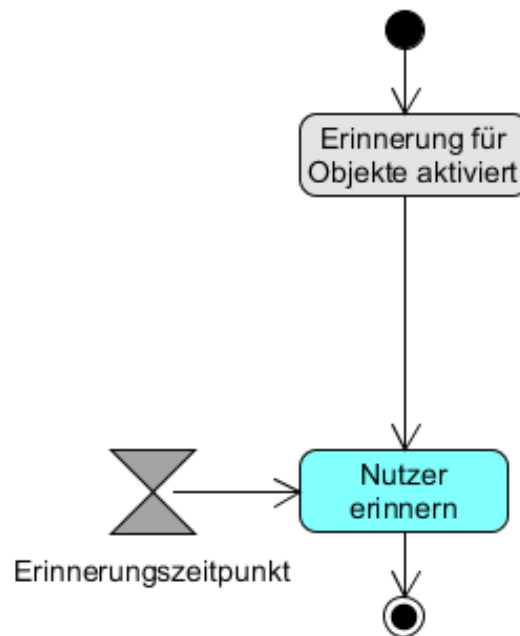 Erinnerung für
Objekte aktiviert
Nutzer
erinnern
Erinnerungszeitpunkt